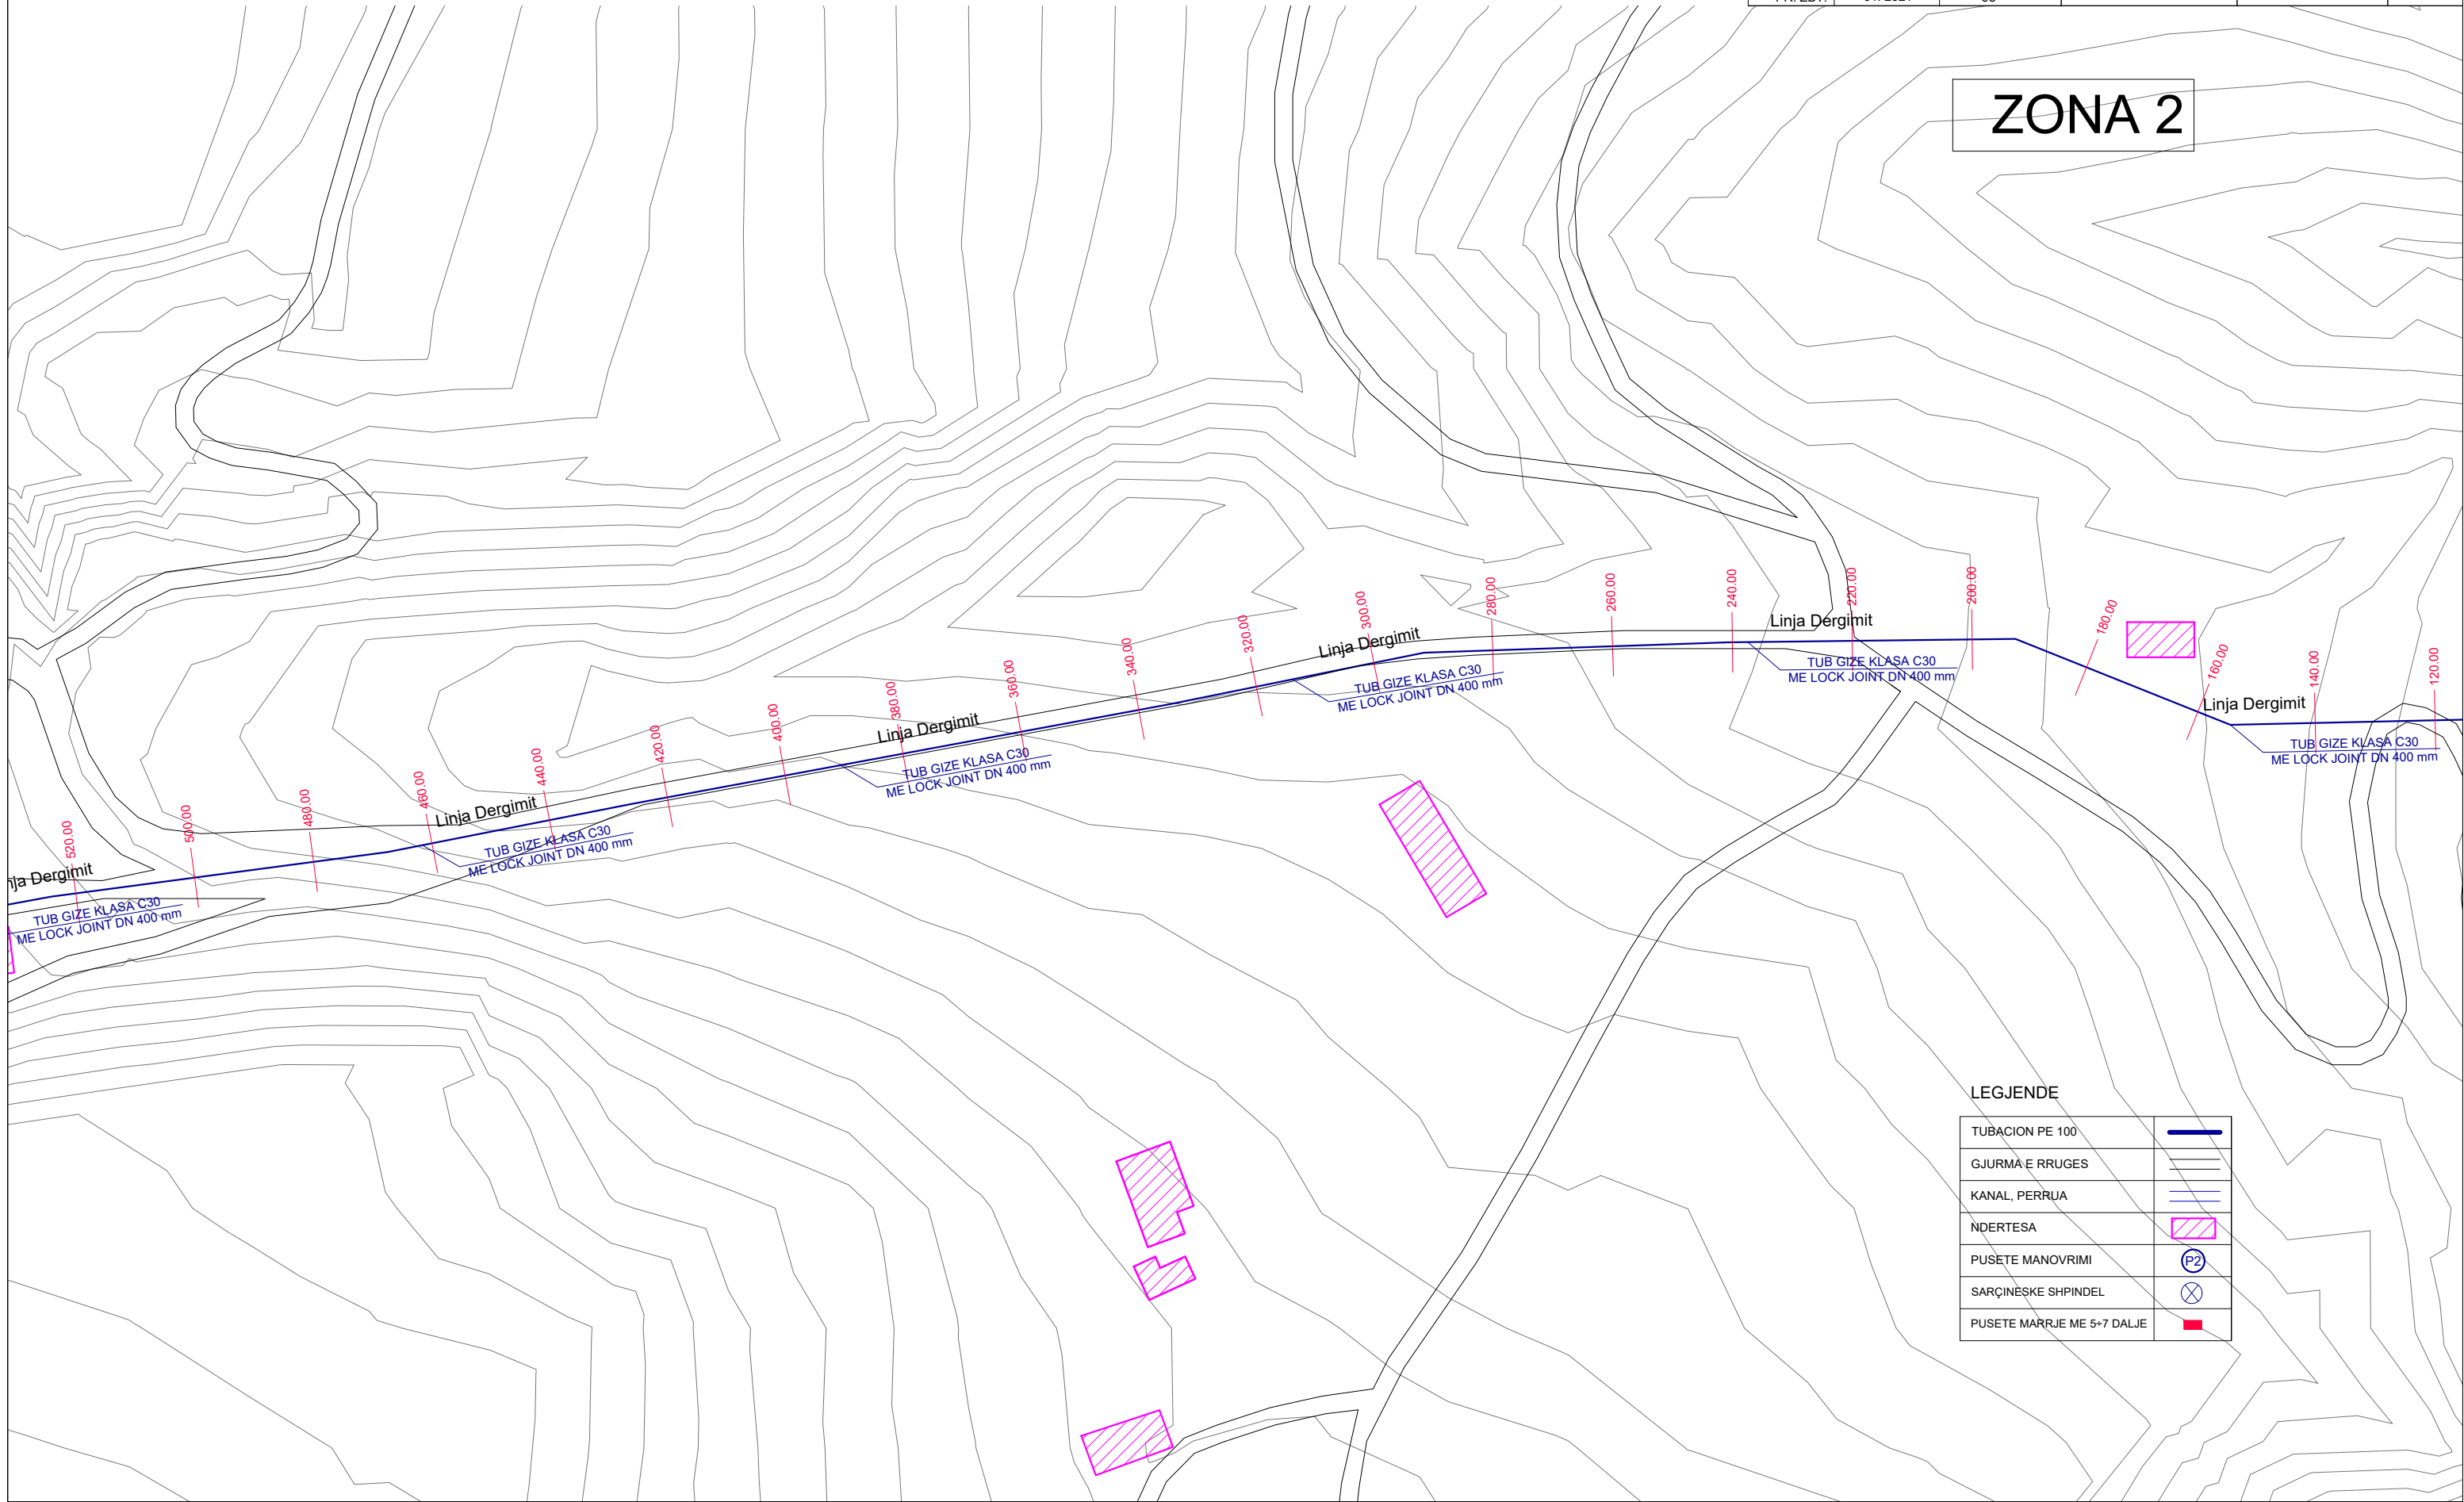 ZONA 2
200.00
220.00
240.00
260.00
280.00
300.00
180.00
320.00
Linja Dergimit
Linja Dergimit
340.00
160.00
140.00
120.00
360.00
TUB GIZE KLASA C30
ME LOCK JOINT DN 400 mm
TUB GIZE KLASA C30
ME LOCK JOINT DN 400 mm
Linja Dergimit
380.00
400.00
Linja Dergimit
420.00
TUB GIZE KLASA C30
ME LOCK JOINT DN 400 mm
440.00
TUB GIZE KLASA C30
ME LOCK JOINT DN 400 mm
460.00
Linja Dergimit
480.00
500.00
520.00
TUB GIZE KLASA C30
ME LOCK JOINT DN 400 mm
Dergimit
TUB GIZE KLASA C30
ME LOCK JOINT DN 400 mm
LEGJENDE
TUBACION PE 100
GJURMA E RRUGES
KANAL, PERRUA
NDERTESA
PUSETE MANOVRIMI
P2
SARÇINESKE SHPINDEL
PUSETE MARRJE ME 5÷7 DALJE